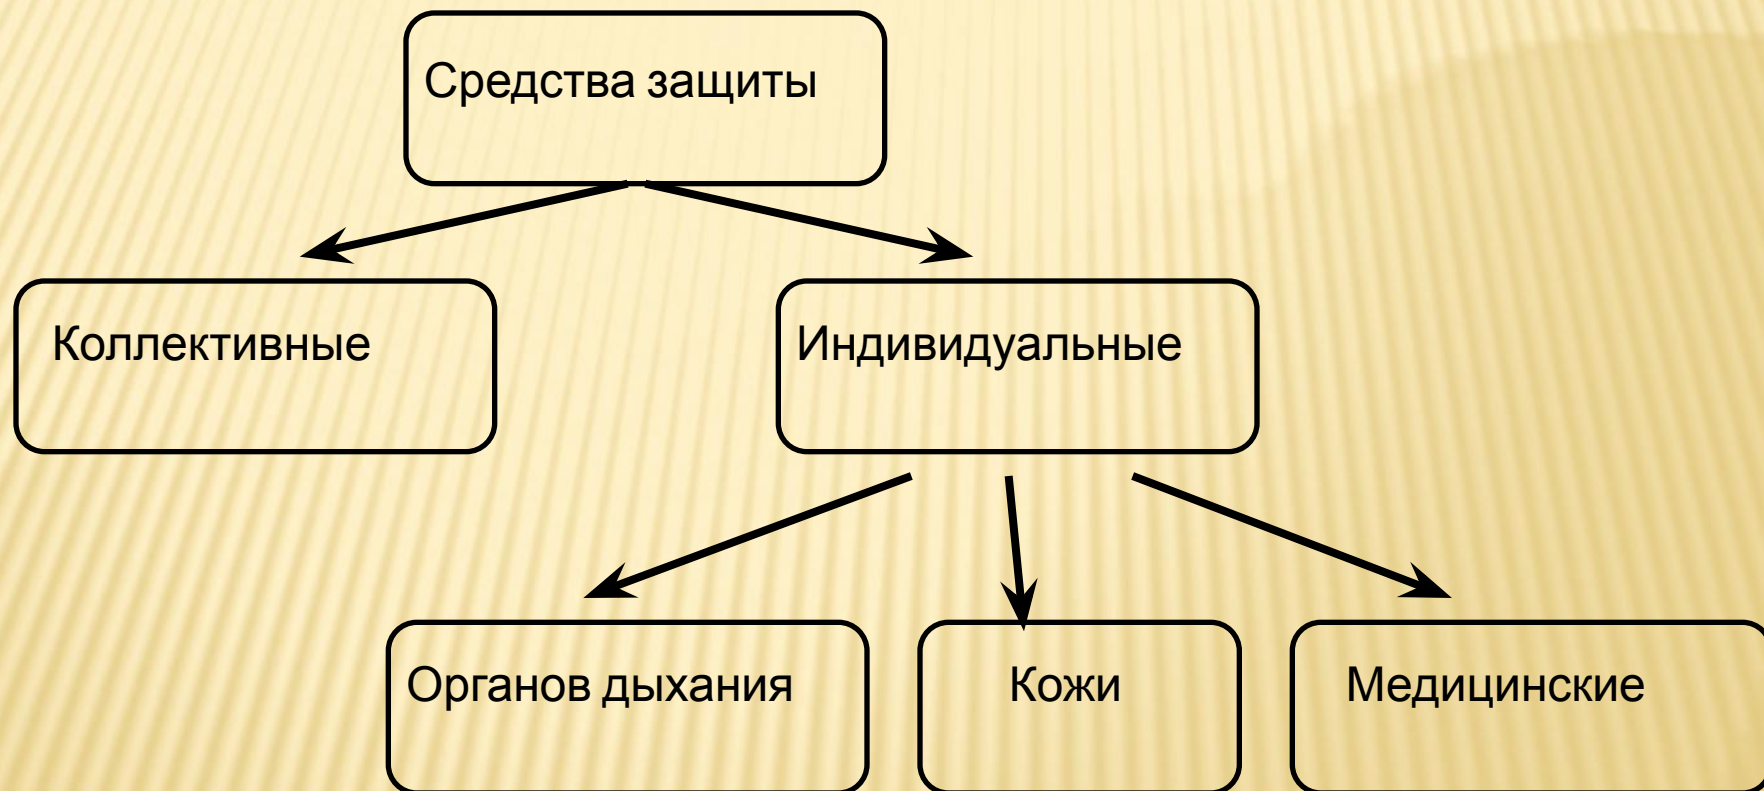 Средства защиты
Коллективные
Индивидуальные
Органов дыхания
Кожи
Медицинские